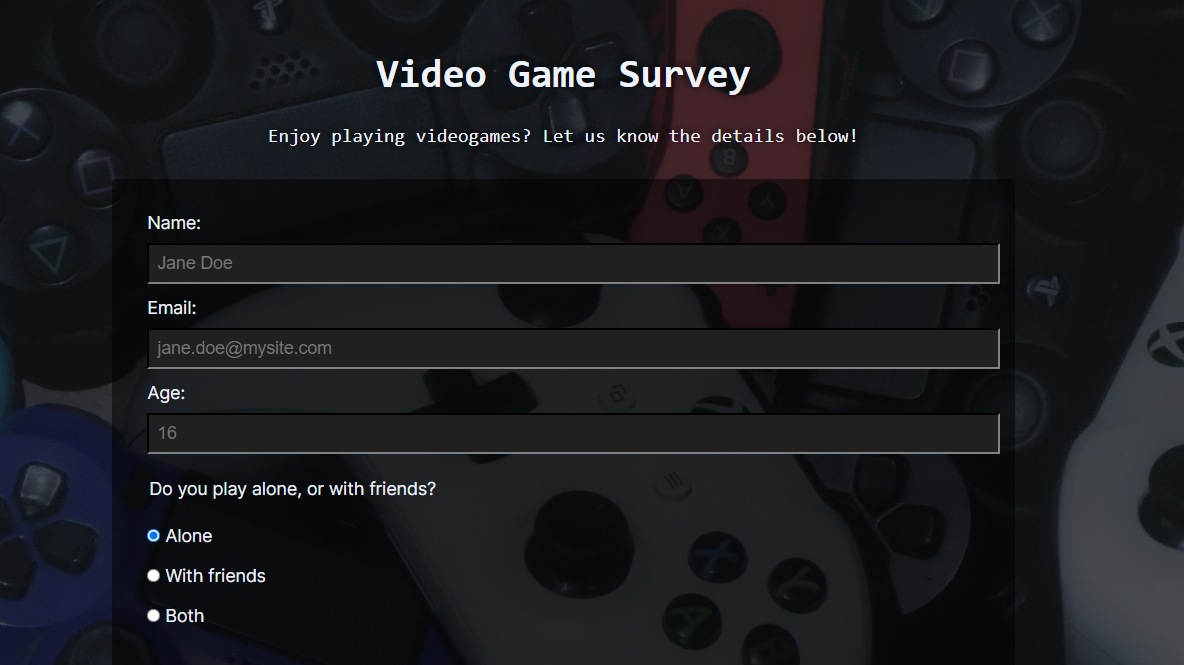 Video Game Survey
Enjoy playing videogames? Let us know the details below!
Name:
Jane Doe
Email:
jane.doe@mysite.com
Age:
16
Do you play alone, or with friends?
Alone
With friends
Both